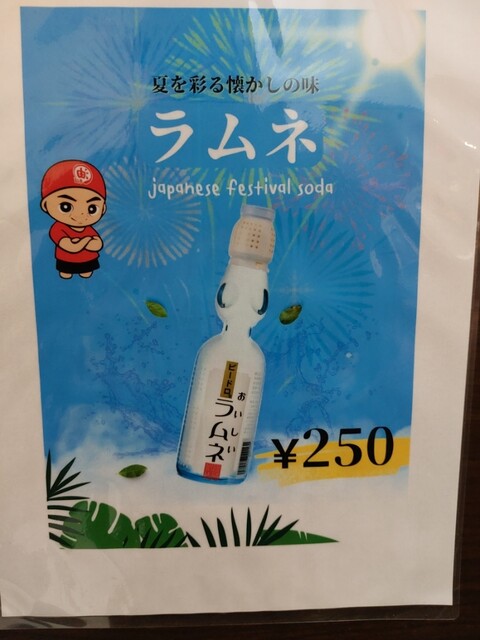 夏を彩る懐かしの味
ラムネ
japanese festival soda
ビードロ
おいしい
ラムネ
¥250